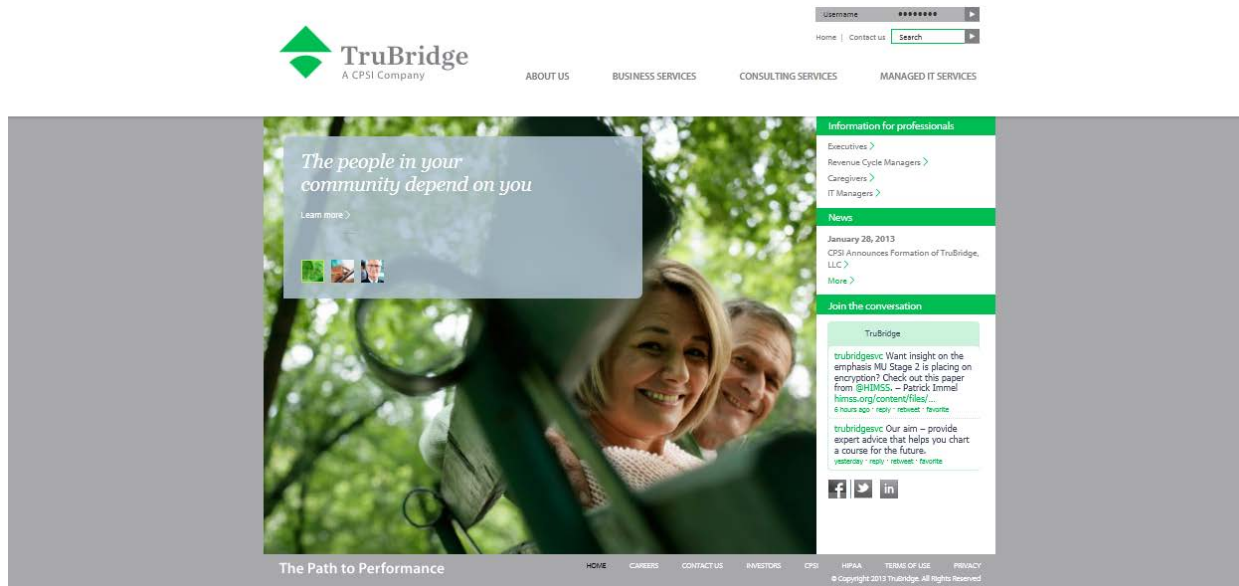 Username ••••••••
Home | Contact us Search
TruBridge
A CPSI Company
ABOUT US BUSINESS SERVICES CONSULTING SERVICES MANAGED IT SERVICES
The people in your
community depend on you
Learn more >
Information for professionals
Executives >
Revenue Cycle Managers >
Caregivers >
IT Managers >
News
January 28, 2013
CPSI Announces Formation of TruBridge,
LLC >
More >
Join the conversation
TruBridge
trubridgesvc Want insight on the
emphasis MU Stage 2 is placing on
encryption? Check out this paper
from @HIMSS. – Patrick Immel
himss.org/content/files/...
6 hours ago · reply · retweet · favorite
trubridgesvc Our aim – provide
expert advice that helps you chart
a course for the future.
yesterday · reply · retweet · favorite
f in
The Path to Performance
HOME CAREERS CONTACT US INVESTORS CPSI HIPAA TERMS OF USE PRIVACY
© Copyright 2013 TruBridge. All Rights Reserved